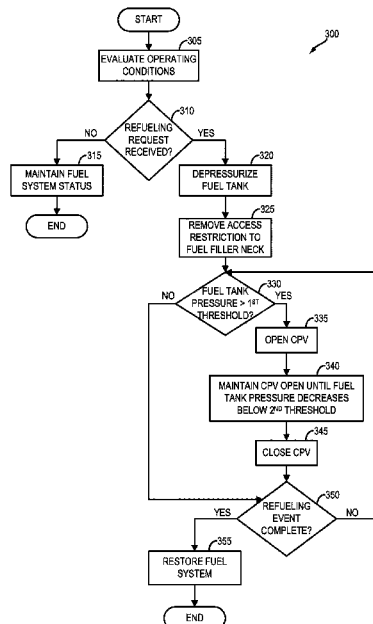 START
300
305
EVALUATE OPERATING
CONDITIONS
310
REFUELING
REQUEST
RECEIVED?
NO
YES
315
MAINTAIN FUEL
SYSTEM STATUS
END
320
DEPRESSURIZE
FUEL TANK
325
REMOVE ACCESS
RESTRICTION TO
FUEL FILLER NECK
330
FUEL TANK
PRESSURE > 1ST
THRESHOLD?
NO
YES
335
OPEN CPV
340
MAINTAIN CPV OPEN UNTIL FUEL
TANK PRESSURE DECREASES
BELOW 2ND THRESHOLD
345
CLOSE CPV
350
REFUELING
EVENT
COMPLETE?
YES
NO
355
RESTORE FUEL
SYSTEM
END